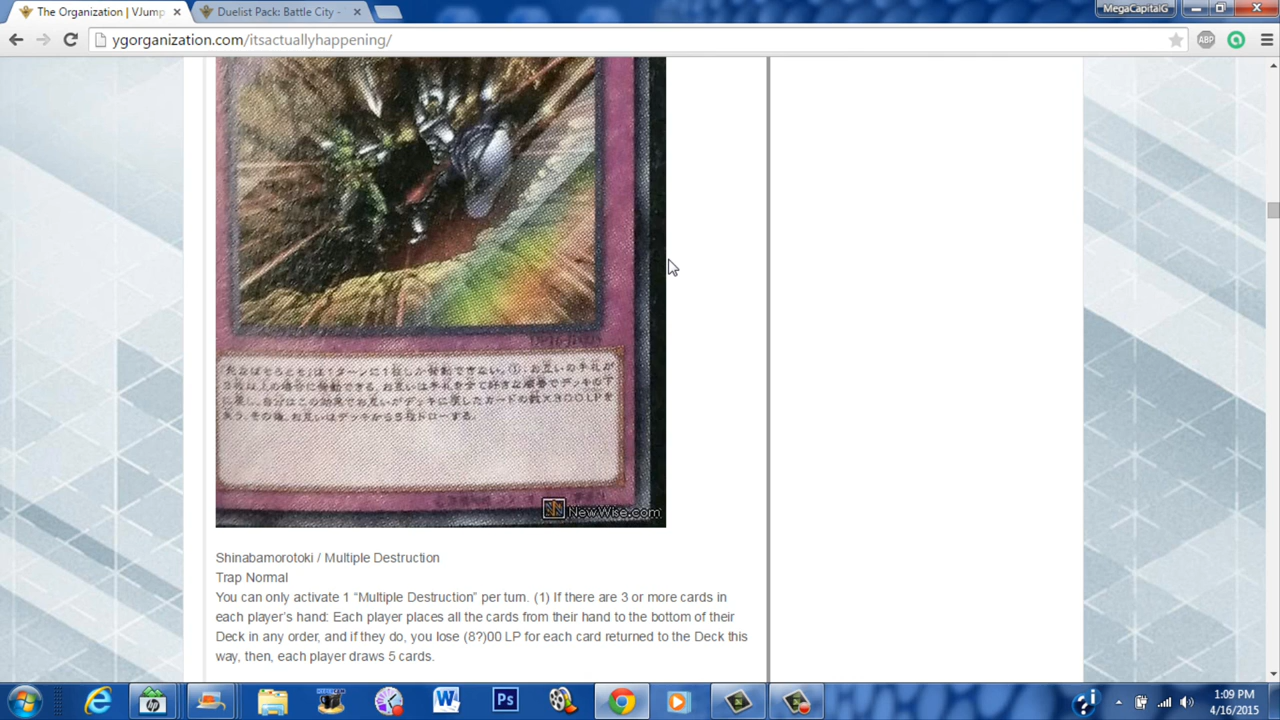 The Organization | VJump
Duelist Pack: Battle City -
MegaCapitalG
ygorganization.com/itsactuallyhappening/
ABP
NewWise.com
Shinabamorotoki / Multiple Destruction
Trap Normal
You can only activate 1 “Multiple Destruction” per turn. (1) If there are 3 or more cards in
each player’s hand: Each player places all the cards from their hand to the bottom of their
Deck in any order, and if they do, you lose (8?)00 LP for each card returned to the Deck this
way, then, each player draws 5 cards.
Ps
1:09 PM
4/16/2015